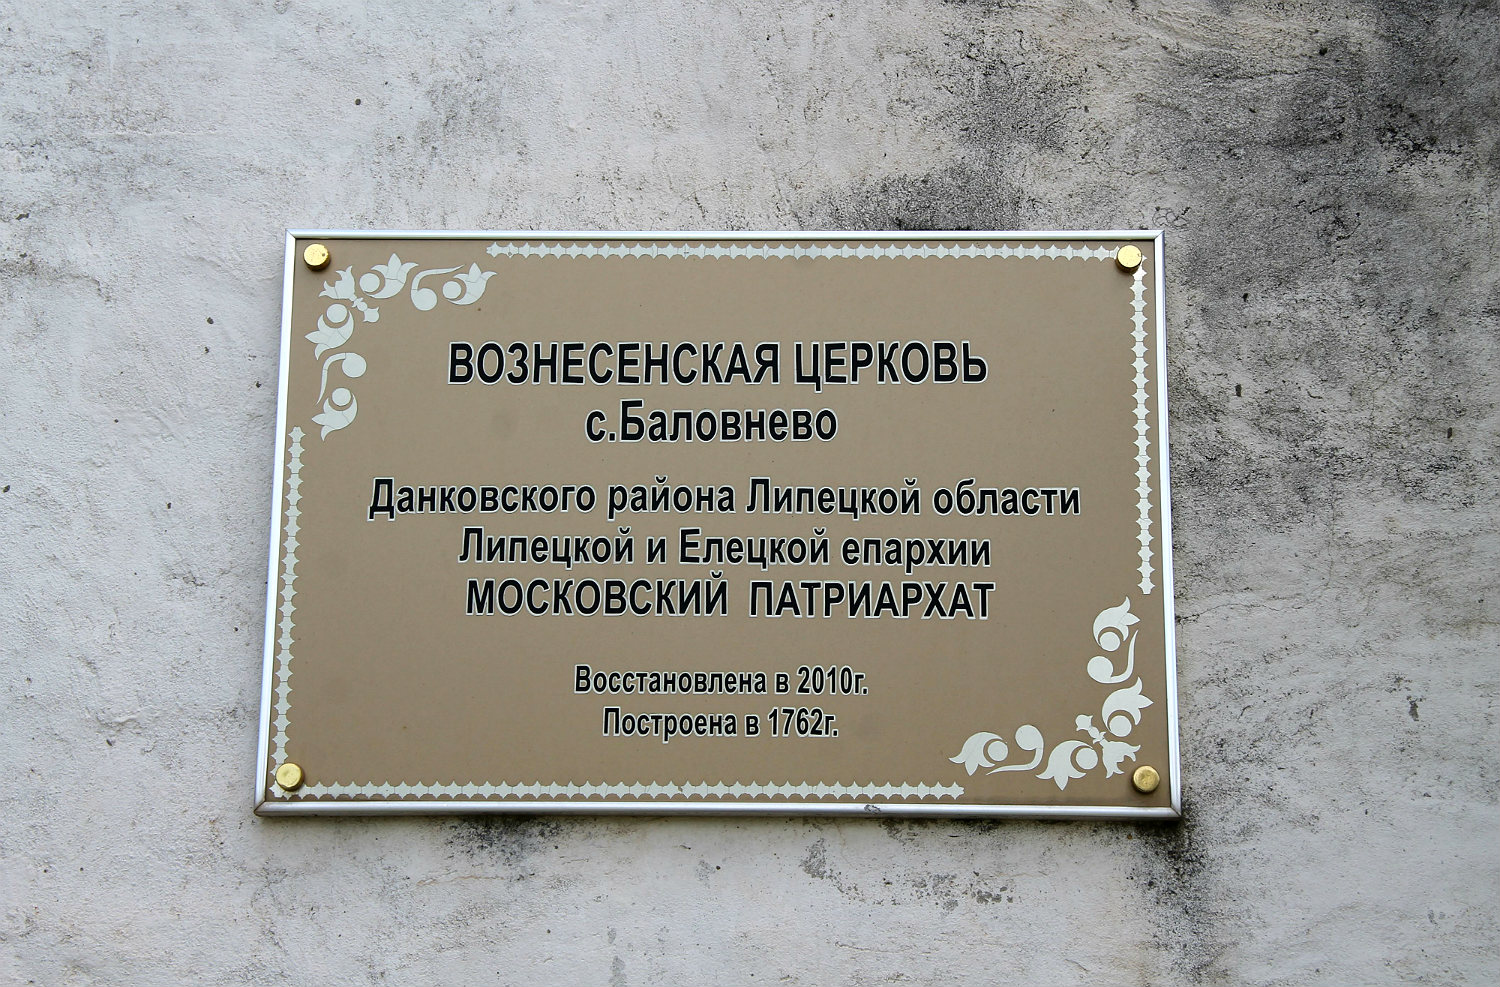 ВОЗНЕСЕНСКАЯ ЦЕРКОВЬ
с.Баловнево
Данковского района Липецкой области
Липецкой и Елецкой епархии
МОСКОВСКИЙ ПАТРИАРХАТ
Восстановлена в 2010г.
Построена в 1762г.